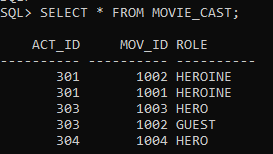 SQL> SELECT * FROM MOVIE_CAST;
ACT_ID MOV_ID ROLE
---------- ---------- ----------
301 1002 HEROINE
301 1001 HEROINE
303 1003 HERO
303 1002 GUEST
304 1004 HERO